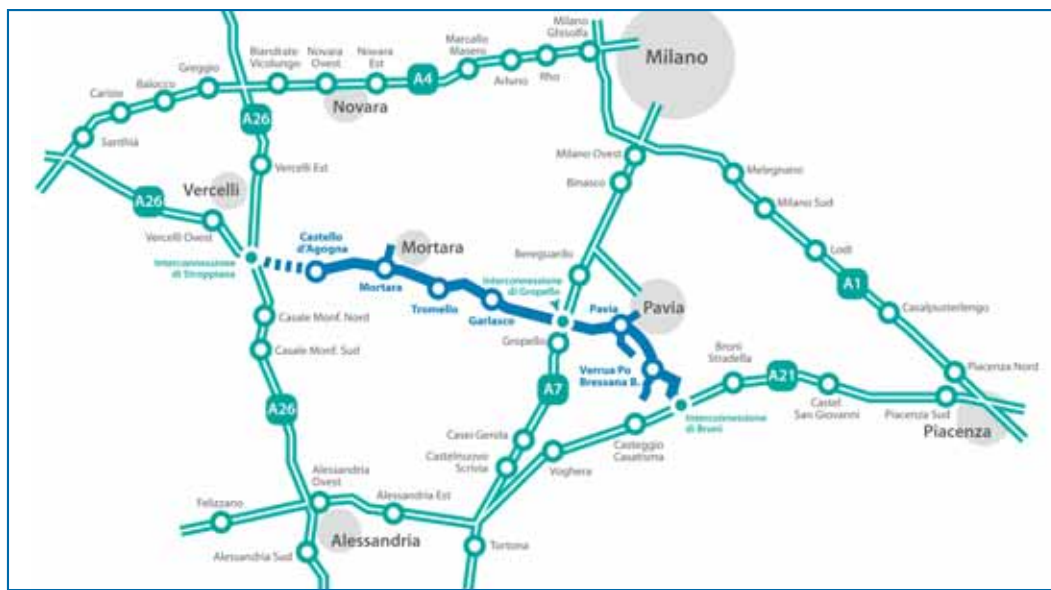 Milano
Ghisolfa
Marcallo
Mesero
Biandrate
Vicolungo
Novara
Ovest
Novara
Est
Milano
Greggio
Balocco
Carisio
A4
Arluno
Rho
Novara
A26
Santhià
Vercelli Est
Milano Ovest
Melegnano
Vercelli
A26
Binasco
Milano Sud
Vercelli Ovest
Castello
d'Agogna
Mortara
Bereguardo
Lodi
Interconnessione
di Stroppiana
Interconnessione
di Gropello
A1
Mortara
Tromello
Garlasco
Pavia
Pavia
Casalpusterlengo
Casale Monf. Nord
Gropello
Broni
Stradella
Casale Monf. Sud
Verrua Po
Bressana B.
Piacenza Nord
A7
A21
A26
Castel
San Giovanni
Piacenza Sud
Interconnessione
di Broni
Piacenza
Casei Gerola
Casteggio
Casatisma
Castelnuovo
Scrivia
Voghera
Alessandria
Ovest
Alessandria Est
Felizzano
Alessandria
Alessandria Sud
Tortona